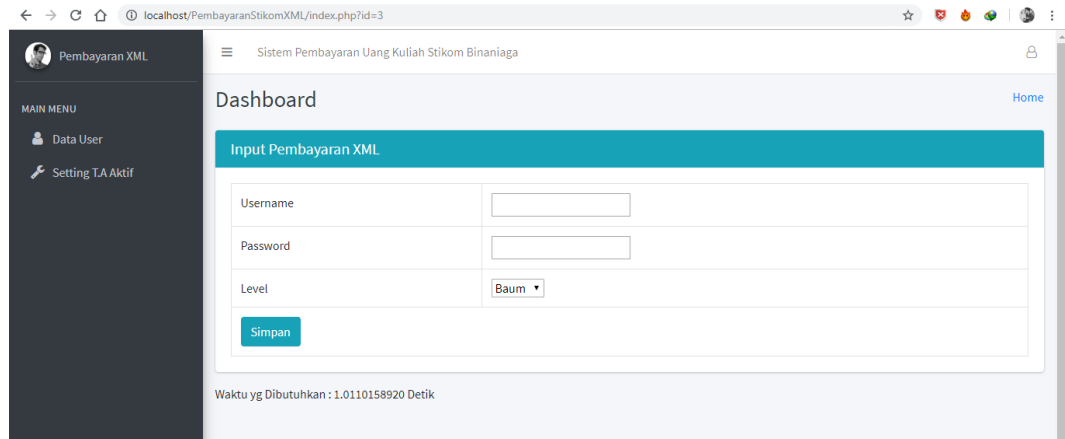 localhost/PembayaranStikomXML/index.php?id=3
Pembayaran XML
Sistem Pembayaran Uang Kuliah Stikom Binaniaga
MAIN MENU
Data User
Setting T.A Aktif
Dashboard
Home
Input Pembayaran XML
Username
Password
Level
Baum
Simpan
Waktu yg Dibutuhkan : 1.0110158920 Detik